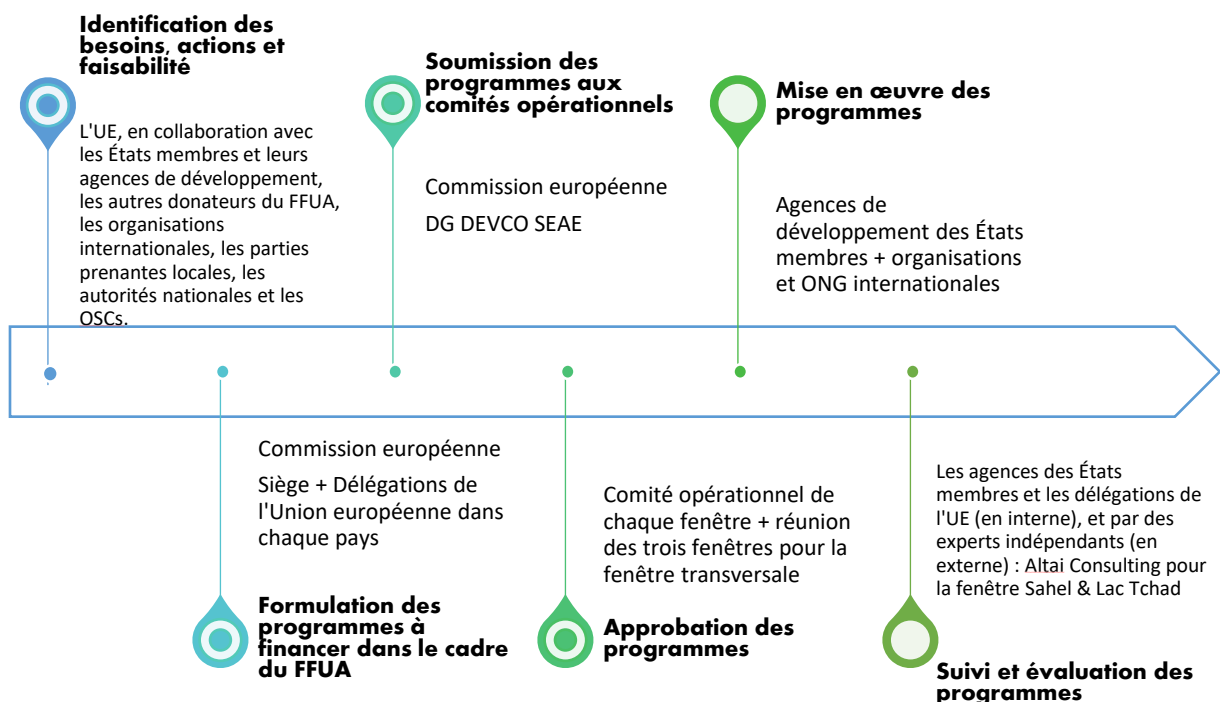 Identification des
besoins, actions et
faisabilité
L'UE, en collaboration avec
les États membres et leurs
agences de développement,
les autres donateurs du FFUA,
les organisations
internationales, les parties
prenantes locales, les
autorités nationales et les
OSCs.
Commission européenne
Siège + Délégations de
l'Union européenne dans
chaque pays
Formulation des
programmes à
financer dans le cadre
du FFUA
Soumission des
programmes aux
comités opérationnels
Commission européenne
DG DEVCO SEAE
Comité opérationnel de
chaque fenêtre + réunion
des trois fenêtres pour la
fenêtre transversale
Approbation des
programmes
Mise en œuvre des
programmes
Agences de
développement des États
membres + organisations
et ONG internationales
Les agences des États
membres et les délégations de
l'UE (en interne), et par des
experts indépendants (en
externe) : Altai Consulting pour
la fenêtre Sahel & Lac Tchad
Suivi et évaluation des
programmes